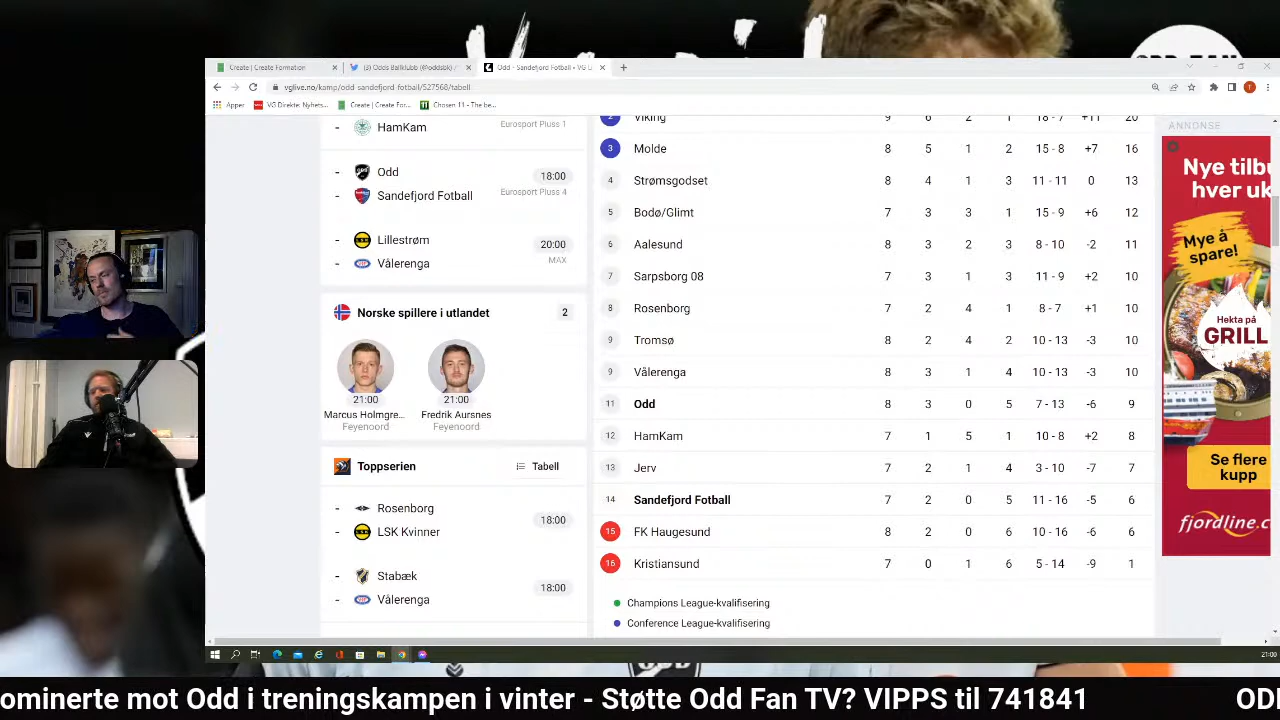 ODD FAN
Create | Create Formation
(3) Odds Ballklubb (@oddsbk) /
Odd - Sandefjord Fotball • VG
vglive.no/kamp/odd-sandefjord-fotball/527568/tabell
Apper
VG Direkte: Nyhets...
Create | Create For...
Chosen 11 - The be...
- HamKam
Eurosport Pluss 1
- Odd 18:00
- Sandefjord Fotball
Eurosport Pluss 4
- Lillestrøm 20:00
- Vålerenga MAX
Norske spillere i utlandet 2
21:00 21:00
Marcus Holmgre... Fredrik Aursnes
Feyenoord Feyenoord
Toppserien Tabell
- Rosenborg 18:00
- LSK Kvinner
- Stabæk 18:00
- Vålerenga
2 Viking 9 6 2 1 18 - 7 +11 20
3 Molde 8 5 1 2 15 - 8 +7 16
4 Strømsgodset 8 4 1 3 11 - 11 0 13
5 Bodø/Glimt 7 3 3 1 15 - 9 +6 12
6 Aalesund 8 3 2 3 8 - 10 -2 11
7 Sarpsborg 08 7 3 1 3 11 - 9 +2 10
8 Rosenborg 7 2 4 1 8 - 7 +1 10
9 Tromsø 8 2 4 2 10 - 13 -3 10
9 Vålerenga 8 3 1 4 10 - 13 -3 10
11 Odd 8 3 0 5 7 - 13 -6 9
12 HamKam 7 1 5 1 10 - 8 +2 8
13 Jerv 7 2 1 4 3 - 10 -7 7
14 Sandefjord Fotball 7 2 0 5 11 - 16 -5 6
15 FK Haugesund 8 2 0 6 10 - 16 -6 6
16 Kristiansund 7 0 1 6 5 - 14 -9 1
Champions League-kvalifisering
Conference League-kvalifisering
ANNONSE
Nye tilbu
hver uk
Mye å
spare!
Hekta på
GRILL
Se flere
kupp
fjordline.c
21:00
ODD
ominerte mot Odd i treningskampen i vinter - Støtte Odd Fan TV? VIPPS til 741841 ODI